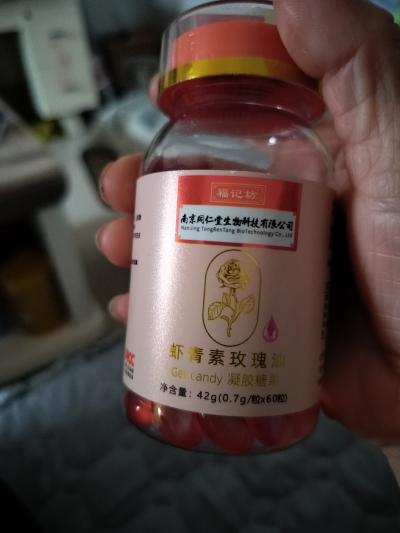 福记坊
南京同仁堂生物科技有限公司
NanJing TongRenTang BioTechnology Co., Ltd
虾青素玫瑰油
Gel candy 凝胶糖果
净含量：42g(0.7g/粒x60粒)